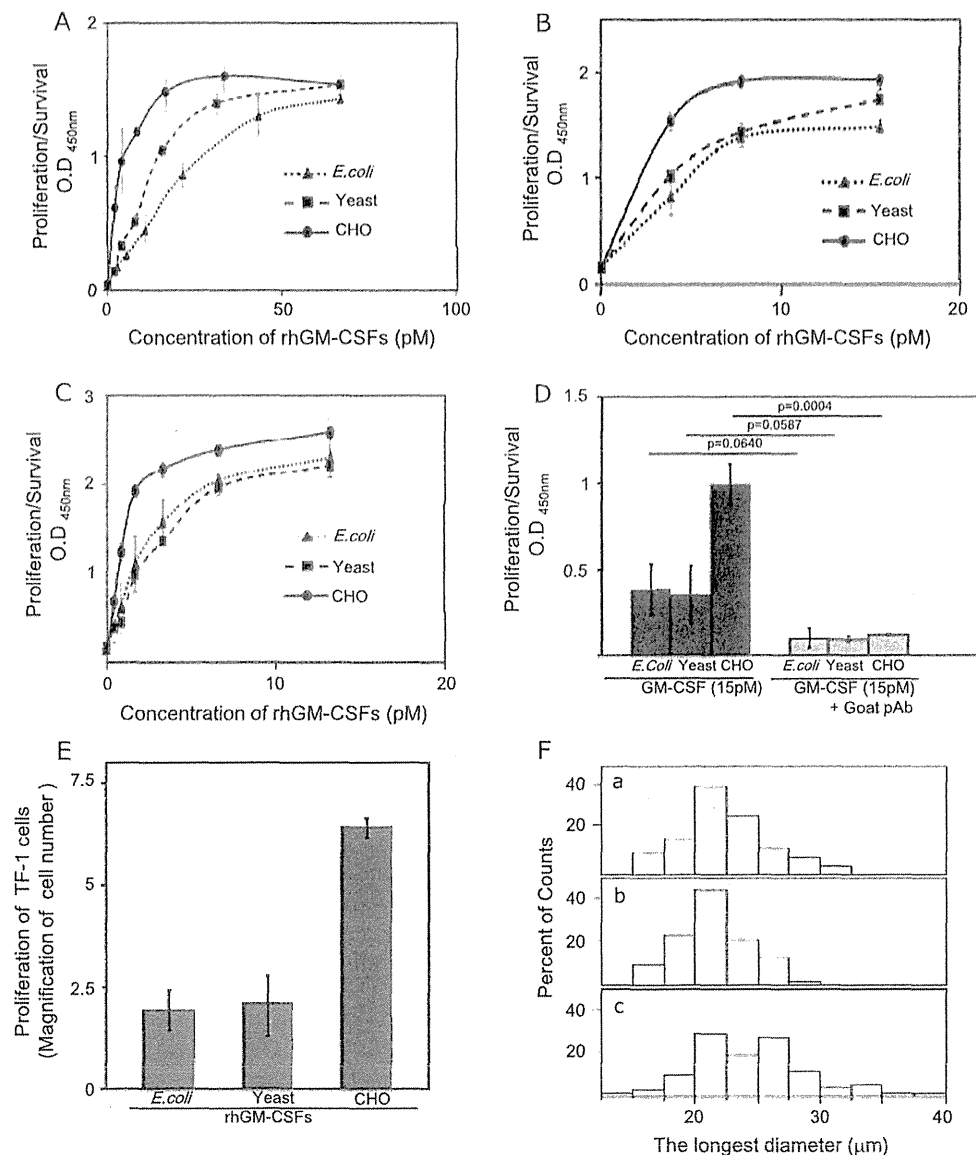 A
2
1
0
Proliferation/Survival
O.D 450nm
E.coli
Yeast
CHO
0
50
100
Concentration of rhGM-CSFs (pM)
B
2
1
0
Proliferation/Survival
O.D 450nm
E.coli
Yeast
CHO
0
10
20
Concentration of rhGM-CSFs (pM)
C
3
2
1
Proliferation/Survival
O.D 450nm
E.coli
Yeast
CHO
0
10
20
Concentration of rhGM-CSFs (pM)
D
1.5
1
0.5
Proliferation/Survival
O.D 450nm
p=0.0004
p=0.0587
p=0.0640
E.Coli Yeast CHO
GM-CSF (15pM)
E.coli Yeast CHO
GM-CSF (15pM)
+ Goat pAb
E
7.5
5
2.5
0
Proliferation of TF-1 cells
(Magnification of cell number)
E.coli Yeast CHO
rhGM-CSFs
F
a
40
20
b
40
20
c
40
20
Percent of Counts
20
30
40
The longest diameter (μm)